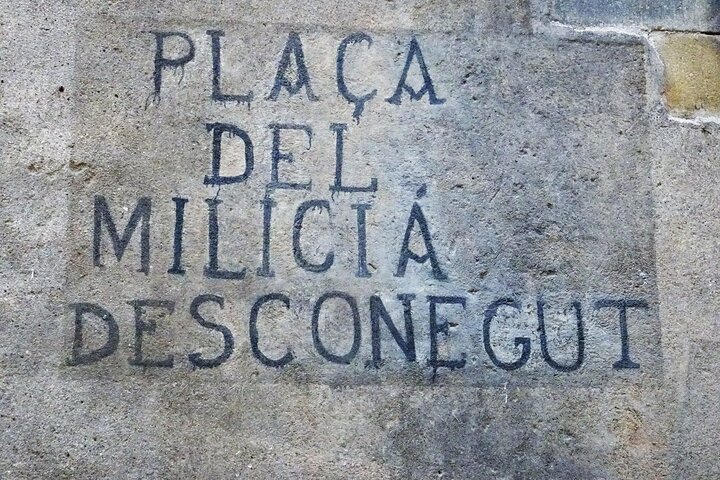 PLAÇA
DEL
MILICIÁ
DESCONEGUT